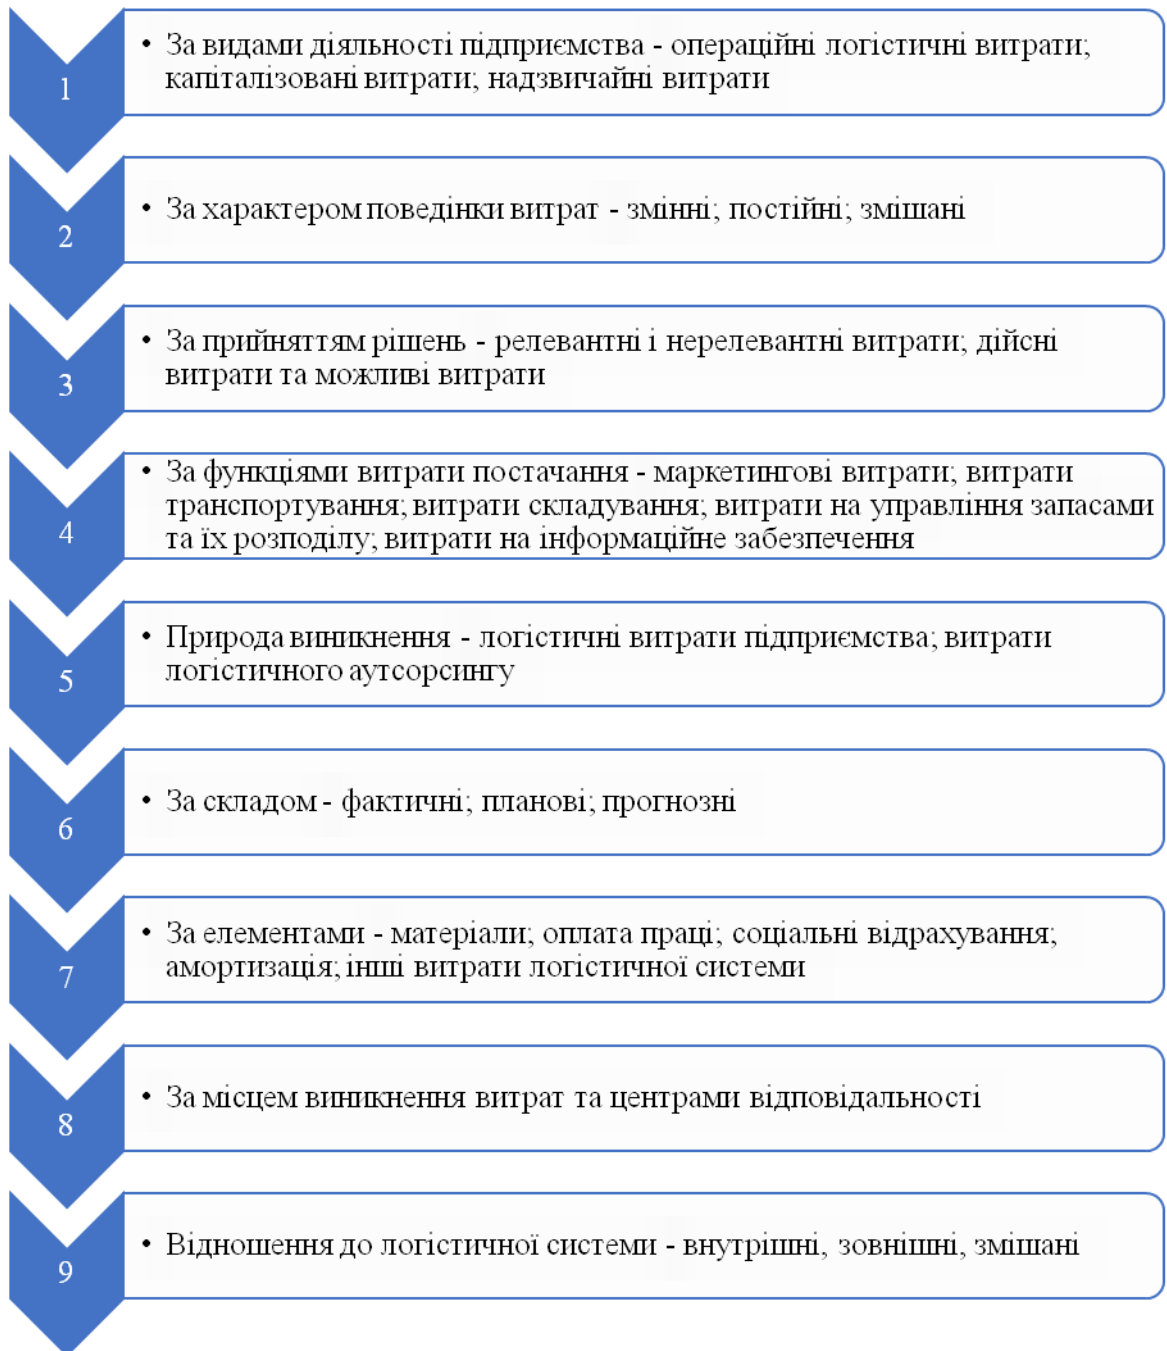 1
• За видами діяльності підприємства - операційні логістичні витрати;
капіталізовані витрати; надзвичайні витрати
2
• За характером поведінки витрат - змінні; постійні; змішані
3
• За прийняттям рішень - релевантні і нерелевантні витрати; дійсні
витрати та можливі витрати
4
• За функціями витрати постачання - маркетингові витрати; витрати
транспортування; витрати складування; витрати на управління запасами
та їх розподілу; витрати на інформаційне забезпечення
5
• Природа виникнення - логістичні витрати підприємства; витрати
логістичного аутсорсингу
6
• За складом - фактичні; планові; прогнозні
7
• За елементами - матеріали; оплата праці; соціальні відрахування;
амортизація; інші витрати логістичної системи
8
• За місцем виникнення витрат та центрами відповідальності
9
• Відношення до логістичної системи - внутрішні, зовнішні, змішані